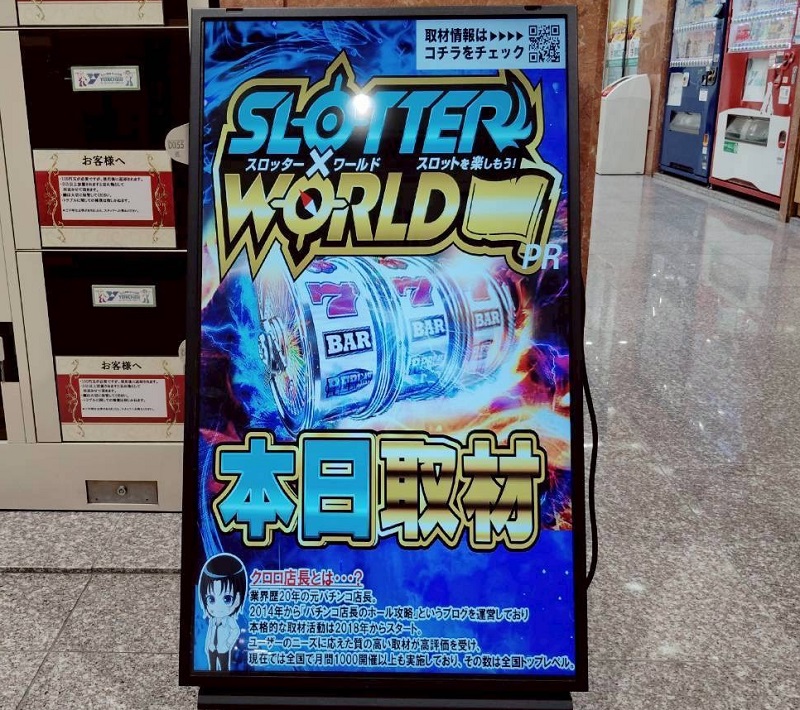 取材情報は▶▶▶▶
コチラをチェック
SLOTTER
スロッター×ワールド スロットを楽しもう!
WORLD
PR
7 7
BAR BAR BAR
本日取材
クロロ店長とは・・・?
業界歴20年の元パチンコ店長。
2014年から「パチンコ店長のホール攻略」というブログを運営しており
本格的な取材活動は2018年からスタート。
ユーザーのニーズに応えた質の高い取材が高評価を受け、
現在では全国で月間1000開催以上も実施しており、その数は全国トップレベル。
お客様へ
お客様へ